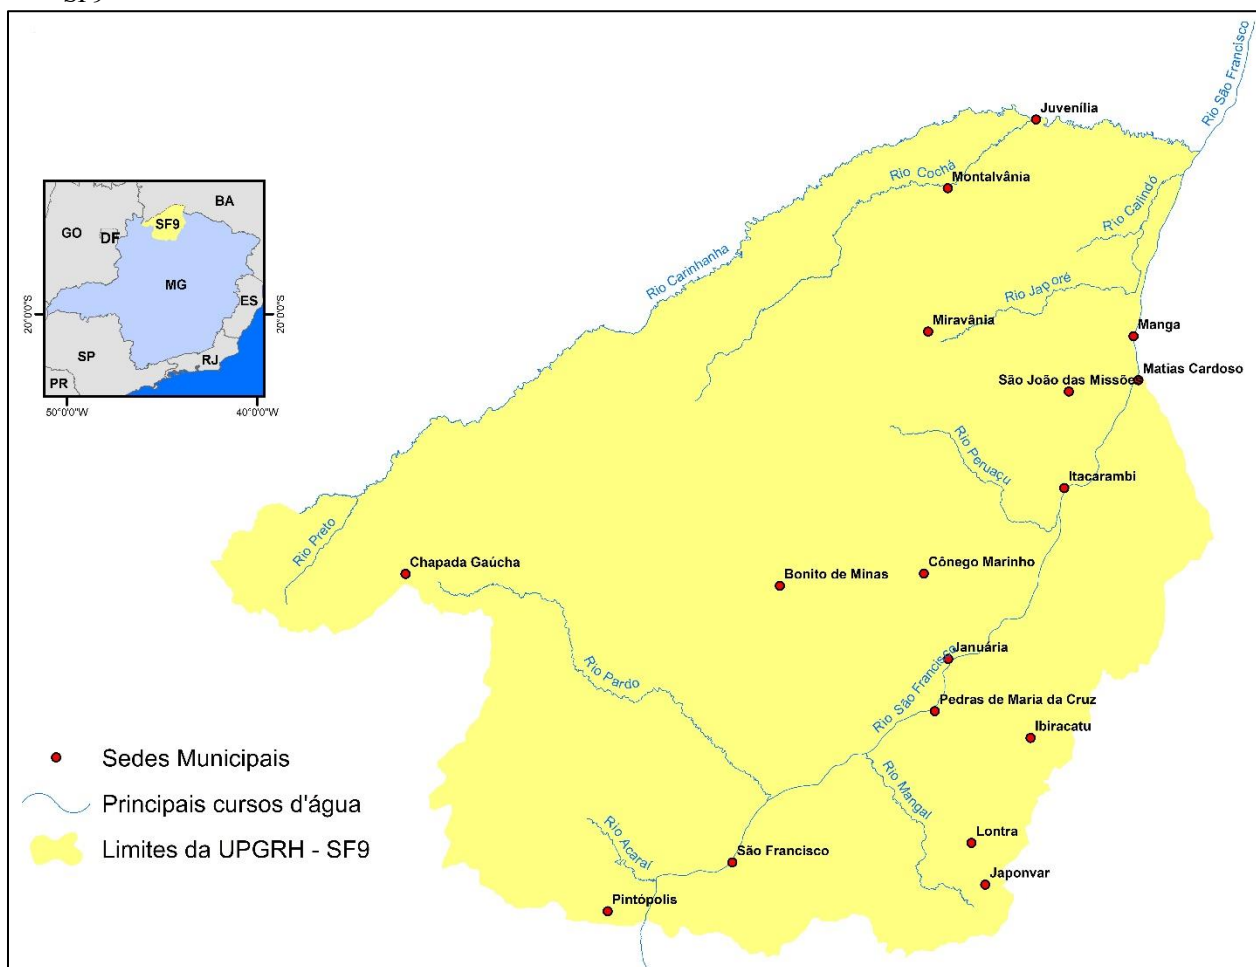 SF9
Rio São Francisco
Juvenília
Rio Cochá
Montalvânia
Rio Calindó
Rio Carinhanha
Rio Japoré
Miravânia
Manga
Matias Cardoso
São João das Missões
Rio Peruaçu
Itacarambi
Rio Preto
Chapada Gaúcha
Bonito de Minas
Cônego Marinho
Januária
Rio Pardo
Rio São Francisco
Pedras de Maria da Cruz
Ibiracatu
Rio Mangal
Rio Acaraí
São Francisco
Lontra
Japonvar
Pintópolis
BA
SF9
GO
DF
MG
ES
20°0'0"S
20°0'0"S
SP
RJ
PR
50°0'0"W
40°0'0"W
Sedes Municipais
Principais cursos d'água
Limites da UPGRH - SF9